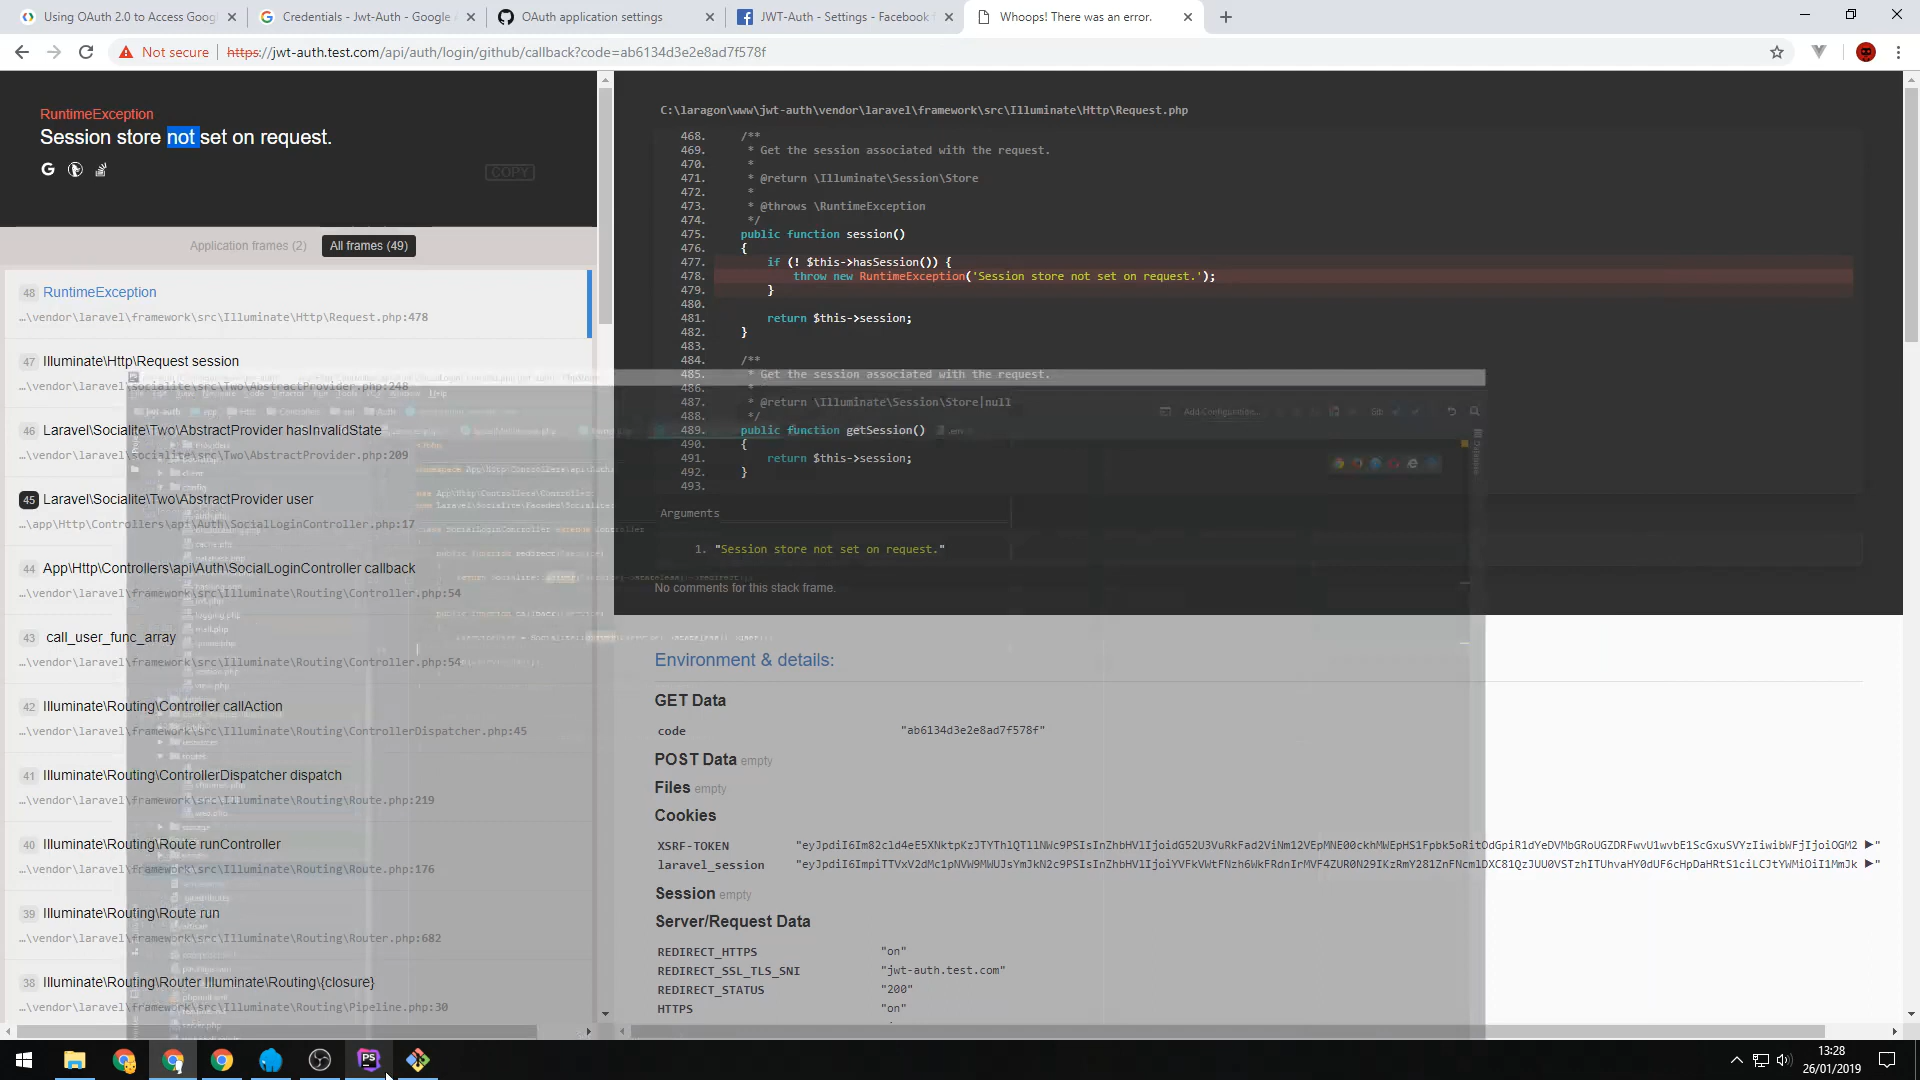 Using OAuth 2.0 to Access Goog
Credentials - Jwt-Auth - Google A
OAuth application settings
JWT-Auth - Settings - Facebook f
Whoops! There was an error.
Not secure
https://jwt-auth.test.com/api/auth/login/github/callback?code=ab6134d3e2e8ad7f578f
RuntimeException
Session store not set on request.
COPY
Application frames (2)
All frames (49)
48 RuntimeException
…\vendor\laravel\framework\src\Illuminate\Http\Request.php:478
47 Illuminate\Http\Request session
…\vendor\laravel\socialite\src\Two\AbstractProvider.php:248
46 Laravel\Socialite\Two\AbstractProvider hasInvalidState
…\vendor\laravel\socialite\src\Two\AbstractProvider.php:209
45 Laravel\Socialite\Two\AbstractProvider user
…\app\Http\Controllers\api\Auth\SocialLoginController.php:17
44 App\Http\Controllers\api\Auth\SocialLoginController callback
…\vendor\laravel\framework\src\Illuminate\Routing\Controller.php:54
43 call_user_func_array
…\vendor\laravel\framework\src\Illuminate\Routing\Controller.php:54
42 Illuminate\Routing\Controller callAction
…\vendor\laravel\framework\src\Illuminate\Routing\ControllerDispatcher.php:45
41 Illuminate\Routing\ControllerDispatcher dispatch
…\vendor\laravel\framework\src\Illuminate\Routing\Route.php:219
40 Illuminate\Routing\Route runController
…\vendor\laravel\framework\src\Illuminate\Routing\Route.php:176
39 Illuminate\Routing\Route run
…\vendor\laravel\framework\src\Illuminate\Routing\Router.php:682
38 Illuminate\Routing\Router Illuminate\Routing\{closure}
…\vendor\laravel\framework\src\Illuminate\Routing\Pipeline.php:30
C:\laragon\www\jwt-auth\vendor\laravel\framework\src\Illuminate\Http\Request.php
468. /**
469. * Get the session associated with the request.
470. *
471. * @return \Illuminate\Session\Store
472. *
473. * @throws \RuntimeException
474. */
475. public function session()
476. {
477. if (! $this->hasSession()) {
478. throw new RuntimeException('Session store not set on request.');
479. }
480.
481. return $this->session;
482. }
483.
484. /**
485. * Get the session associated with the request.
486. *
487. * @return \Illuminate\Session\Store|null
488. */
489. public function getSession()
490. {
491. return $this->session;
492. }
493.
Arguments
1. "Session store not set on request."
No comments for this stack frame.
Environment & details:
GET Data
code "ab6134d3e2e8ad7f578f"
POST Data empty
Files empty
Cookies
XSRF-TOKEN
laravel_session
Session empty
Server/Request Data
REDIRECT_HTTPS "on"
REDIRECT_SSL_TLS_SNI "jwt-auth.test.com"
REDIRECT_STATUS "200"
HTTPS "on"
13:28
26/01/2019